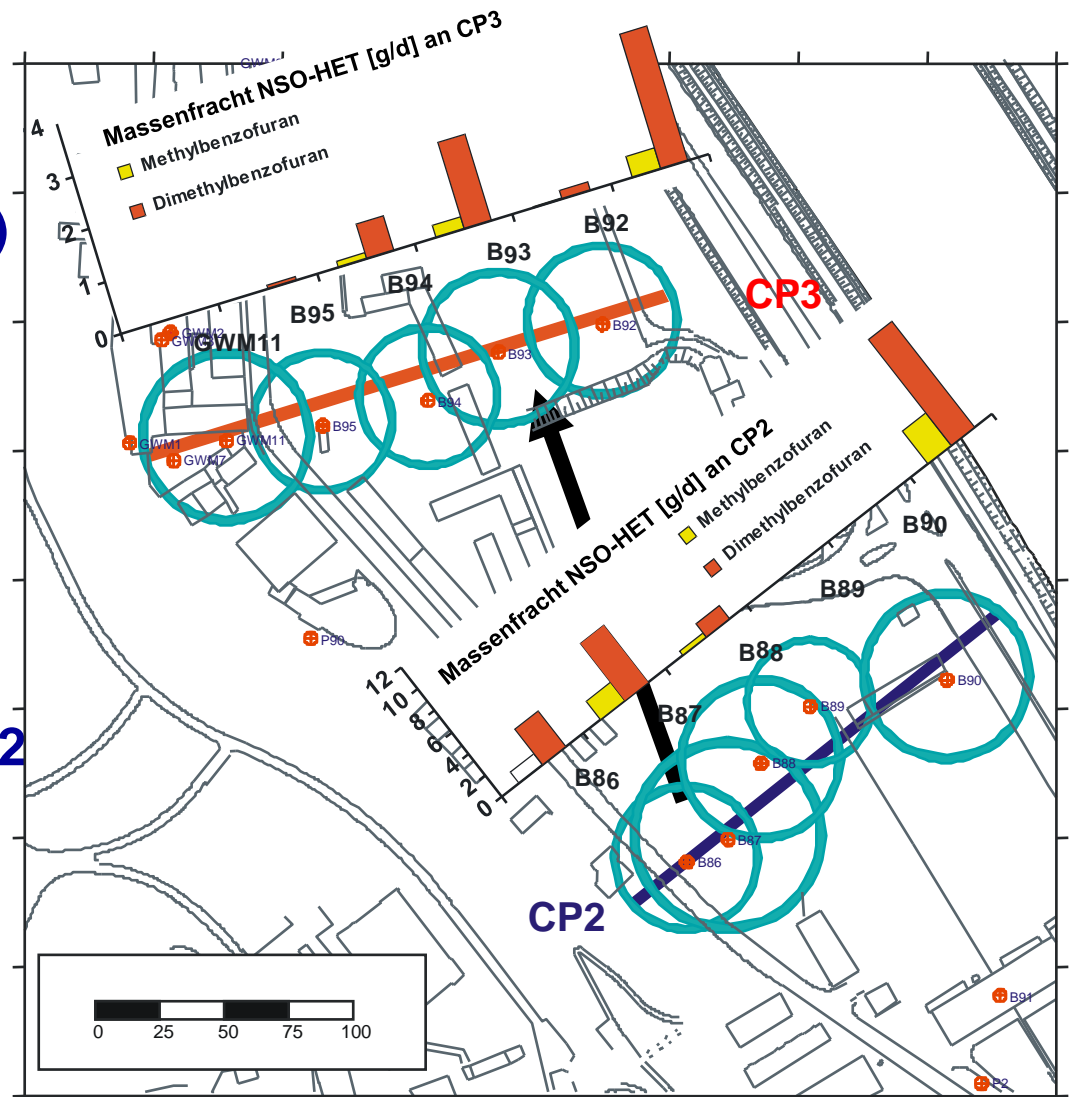 Massenfracht NSO-HET [g/d] an CP3
Methylbenzofuran
Dimethylbenzofuran
4
3
2
1
0
B92
B93
B94
B95
GWM11
CP3
GWM2
B92
B93
B94
B95
GWM1
GWM11
GWM7
P90
Massenfracht NSO-HET [g/d] an CP2
Methylbenzofuran
Dimethylbenzofuran
12
10
8
6
4
2
0
B90
B89
B88
B87
B86
B90
B89
B88
B87
B86
CP2
2
B91
P2
0 25 50 75 100